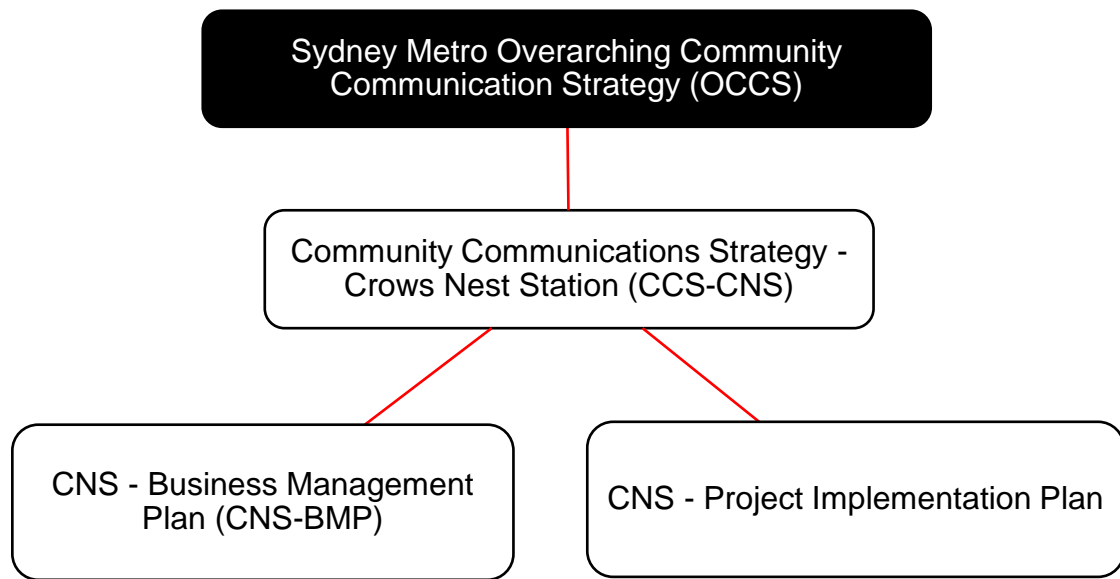 Sydney Metro Overarching Community
Communication Strategy (OCCS)
Community Communications Strategy -
Crows Nest Station (CCS-CNS)
CNS - Business Management
Plan (CNS-BMP)
CNS - Project Implementation Plan